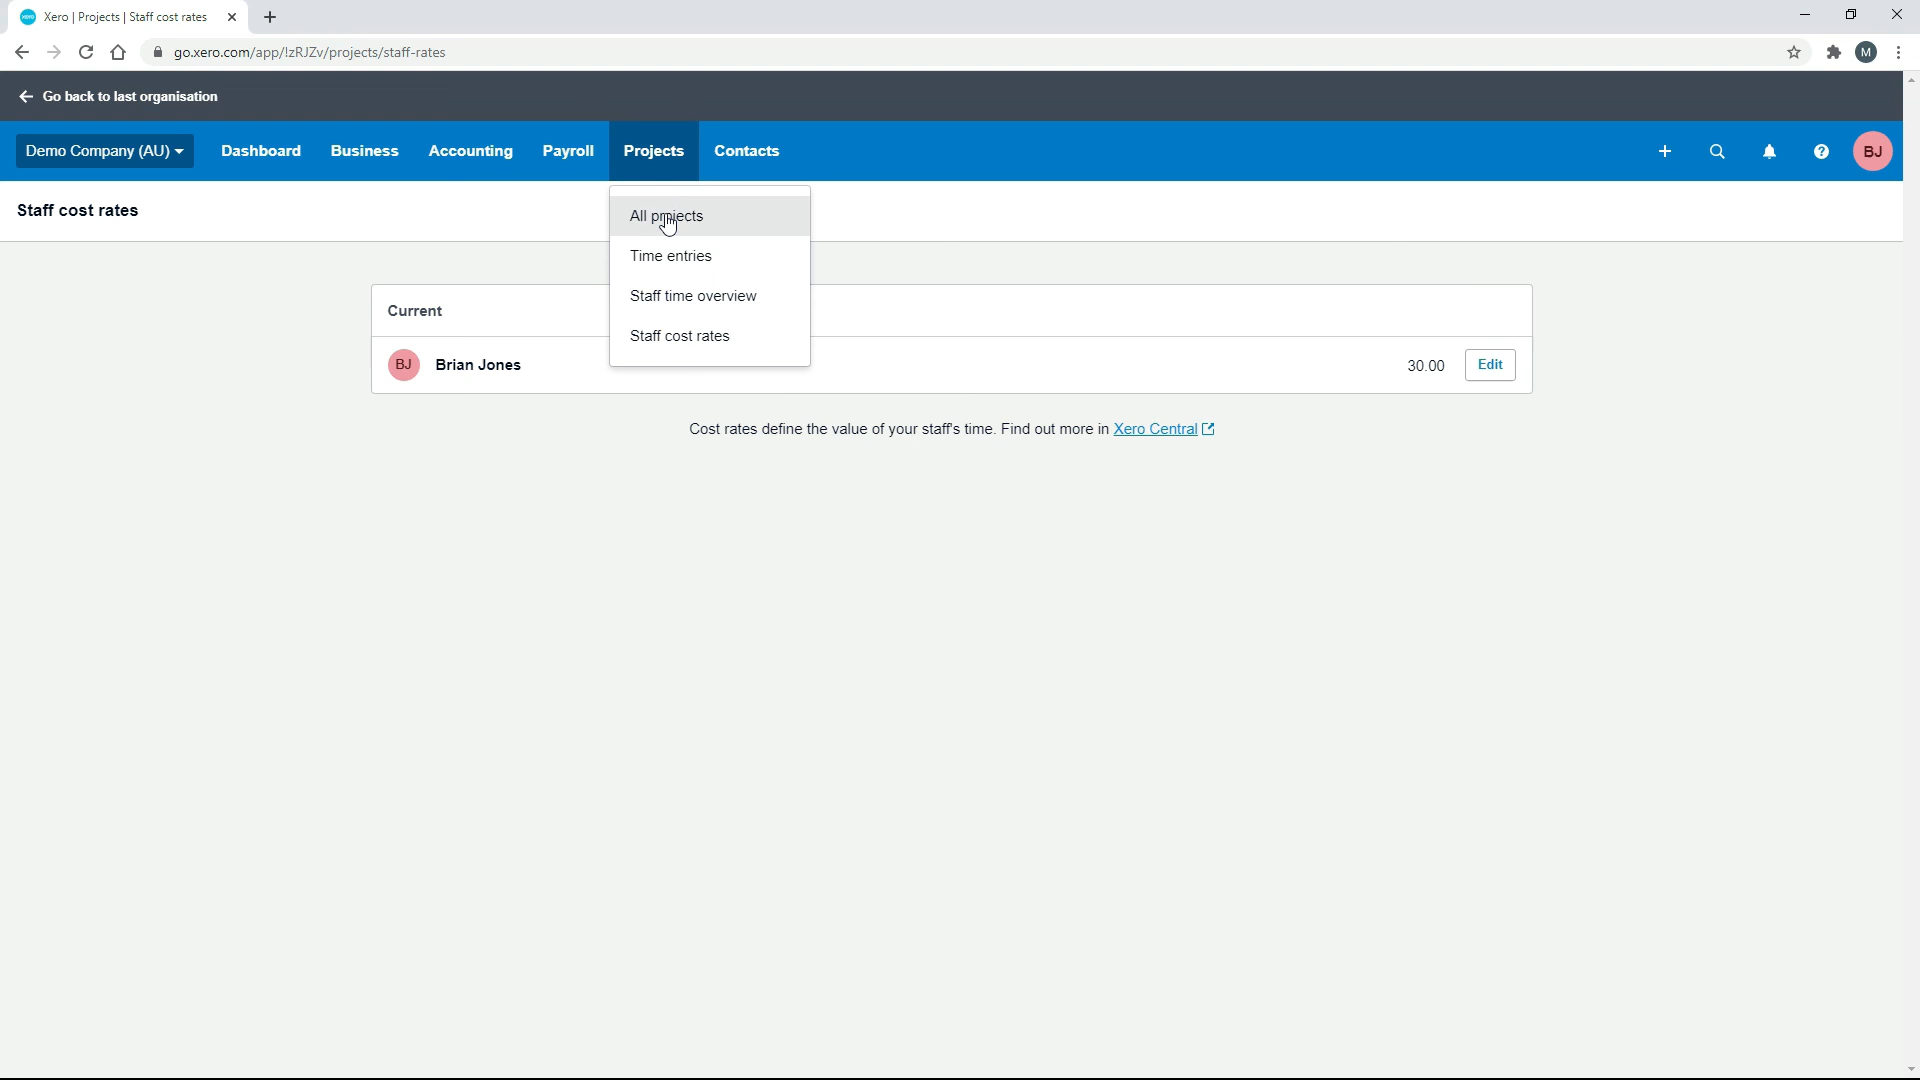 Xero | Projects | Staff cost rates
go.xero.com/app/!zRJZv/projects/staff-rates
M
Go back to last organisation
Demo Company (AU)
Dashboard
Business
Accounting
Payroll
Projects
Contacts
BJ
Staff cost rates
All projects
Time entries
Staff time overview
Staff cost rates
Current
BJ
Brian Jones
30.00
Edit
Cost rates define the value of your staff's time. Find out more in Xero Central